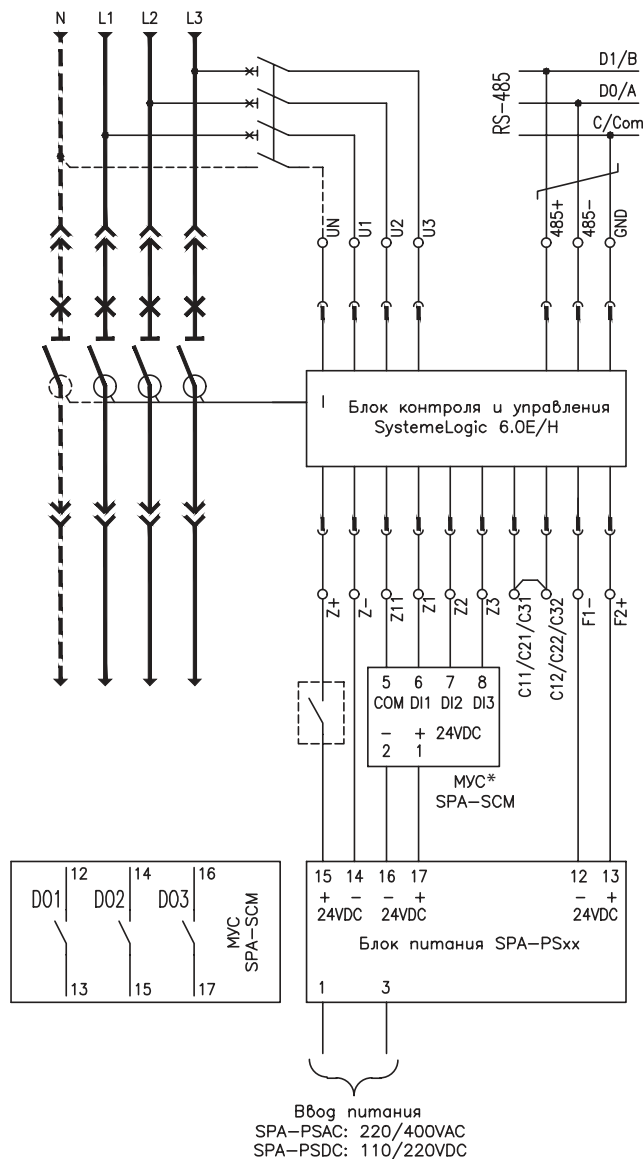 N L1 L2 L3
D1/B
D0/A
C/Com
RS-485
UN U1 U2 U3 485+ 485- GND
I
Блок контроля и управления
SystemeLogic 6.0E/H
Z+ Z- Z11 Z1 Z2 Z3 C11/C21/C31 C12/C22/C32 F1- F2+
5 6 7 8
COM DI1 DI2 DI3
- + 24VDC
2 1
МУС*
SPA-SCM
15 14 16 17 12 13
+ - - + - +
24VDC 24VDC 24VDC
Блок питания SPA-PSxx
1 3
12 14 16
DO1 DO2 DO3
13 15 17
МУС
SPA-SCM
Ввод питания
SPA-PSAC: 220/400VAC
SPA-PSDC: 110/220VDC